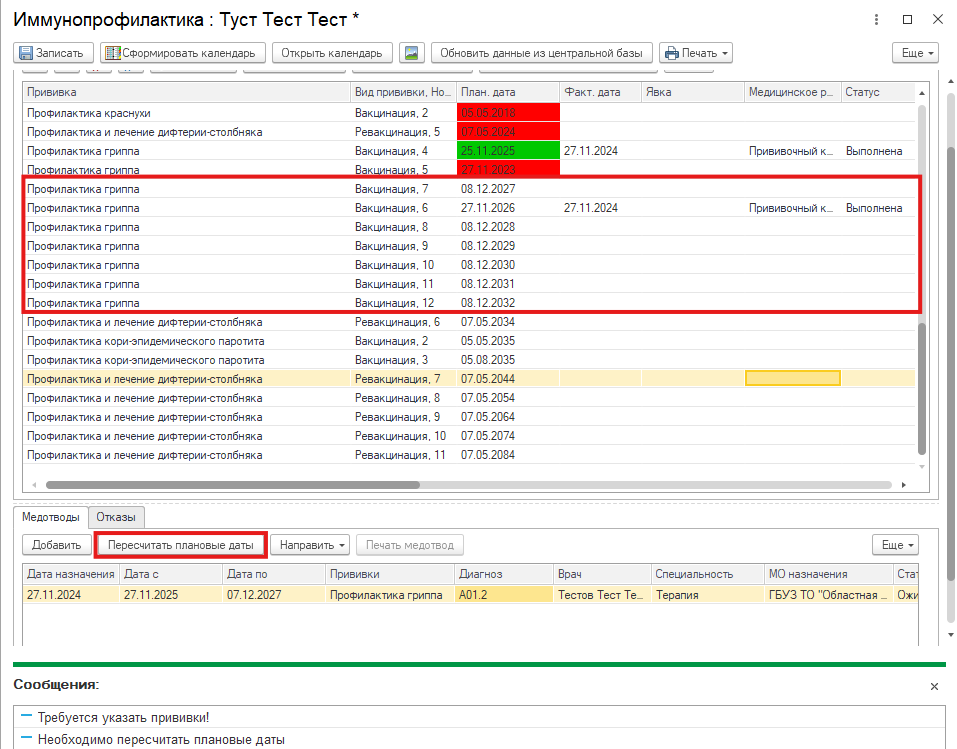 Иммунопрофилактика : Туст Тест Тест *
Записать Сформировать календарь Открыть календарь Обновить данные из центральной базы Печать Еще
Прививка Вид прививки, Но... План. дата Факт. дата Явка Медицинское р... Статус
Профилактика краснухи Вакцинация, 2 05.05.2018
Профилактика и лечение дифтерии-столбняка Ревакцинация, 5 07.05.2024
Профилактика гриппа Вакцинация, 4 25.11.2025 27.11.2024 Прививочный к... Выполнена
Профилактика гриппа Вакцинация, 5 27.11.2023
Профилактика гриппа Вакцинация, 7 08.12.2027
Профилактика гриппа Вакцинация, 6 27.11.2026 27.11.2024 Прививочный к... Выполнена
Профилактика гриппа Вакцинация, 8 08.12.2028
Профилактика гриппа Вакцинация, 9 08.12.2029
Профилактика гриппа Вакцинация, 10 08.12.2030
Профилактика гриппа Вакцинация, 11 08.12.2031
Профилактика гриппа Вакцинация, 12 08.12.2032
Профилактика и лечение дифтерии-столбняка Ревакцинация, 6 07.05.2034
Профилактика кори-эпидемического паротита Вакцинация, 2 05.05.2035
Профилактика кори-эпидемического паротита Вакцинация, 3 05.08.2035
Профилактика и лечение дифтерии-столбняка Ревакцинация, 7 07.05.2044
Профилактика и лечение дифтерии-столбняка Ревакцинация, 8 07.05.2054
Профилактика и лечение дифтерии-столбняка Ревакцинация, 9 07.05.2064
Профилактика и лечение дифтерии-столбняка Ревакцинация, 10 07.05.2074
Профилактика и лечение дифтерии-столбняка Ревакцинация, 11 07.05.2084
Медотводы Отказы
Добавить Пересчитать плановые даты Направить Печать медотвод Еще
Дата назначения Дата с Дата по Прививки Диагноз Врач Специальность МО назначения Стат
27.11.2024 27.11.2025 07.12.2027 Профилактика гриппа A01.2 Тестов Тест Те... Терапия ГБУЗ ТО "Областная ... Ожи
Сообщения:
Требуется указать прививки!
Необходимо пересчитать плановые даты